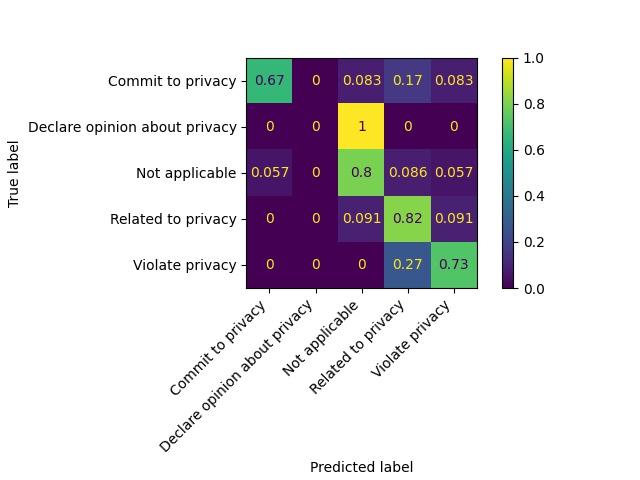 Commit to privacy 0.67 0 0.083 0.17 0.083
Declare opinion about privacy 0 0 1 0 0
Not applicable 0.057 0 0.8 0.086 0.057
Related to privacy 0 0 0.091 0.82 0.091
Violate privacy 0 0 0 0.27 0.73
True label
Commit to privacy
Declare opinion about privacy
Not applicable
Related to privacy
Violate privacy
Predicted label
1.0
0.8
0.6
0.4
0.2
0.0